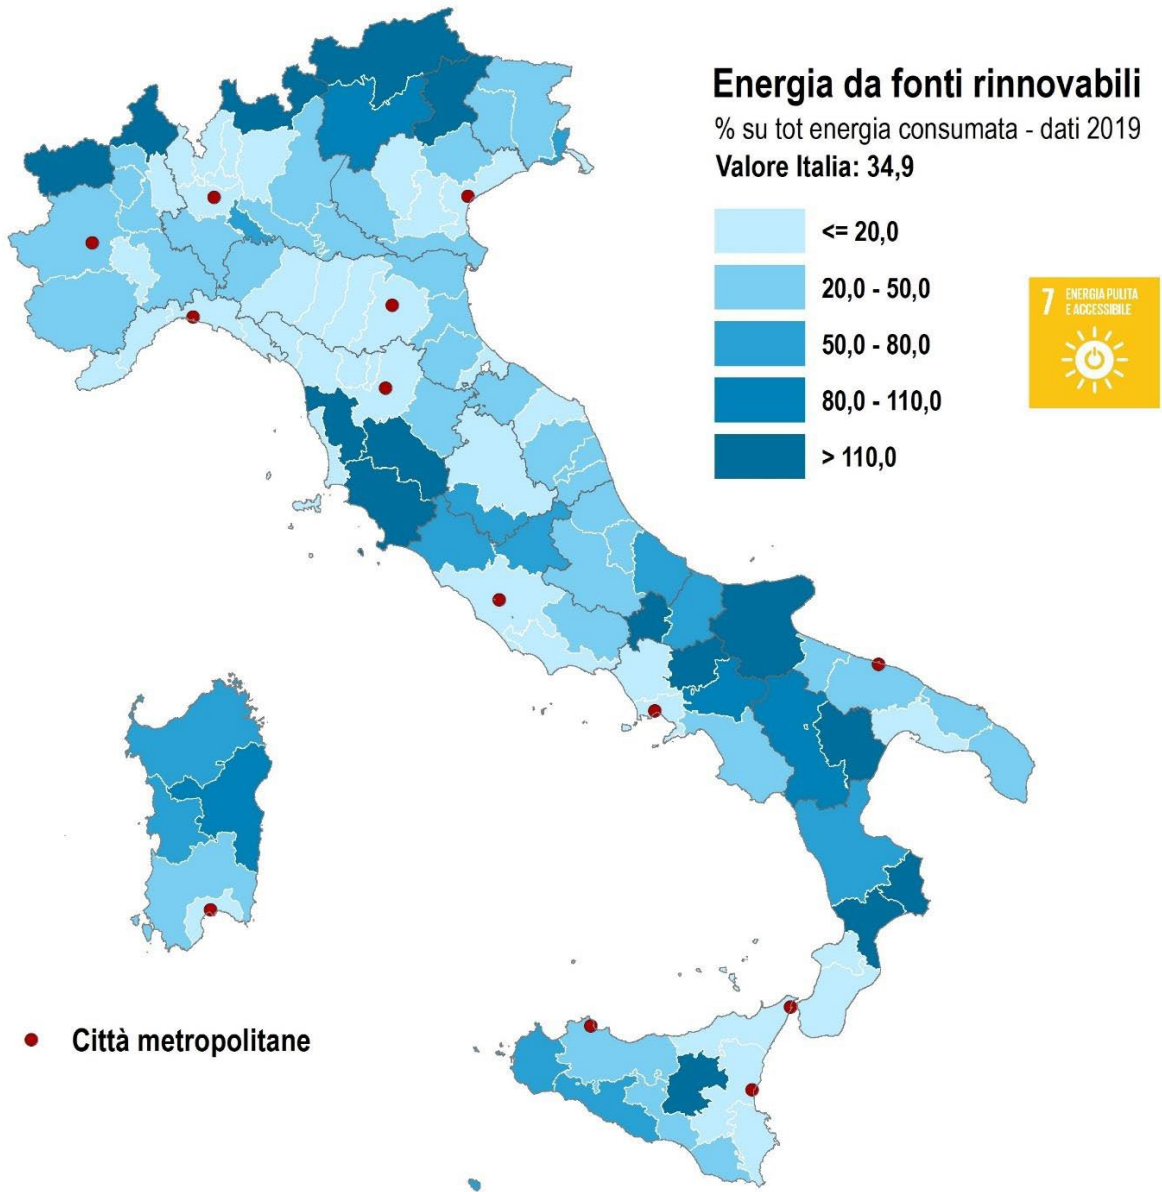 Energia da fonti rinnovabili
% su tot energia consumata - dati 2019
Valore Italia: 34,9
<= 20,0
20,0 - 50,0
50,0 - 80,0
80,0 - 110,0
> 110,0
7 ENERGIA PULITA
E ACCESSIBILE
Città metropolitane